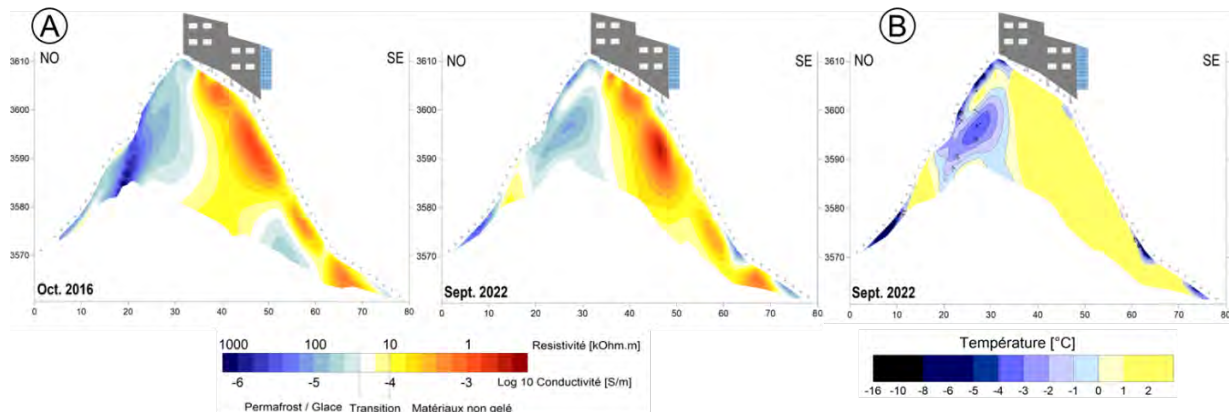 A
B
NO
SE
NO
SE
NO
SE
3610
3600
3590
3580
3570
Oct. 2016
0 10 20 30 40 50 60 70 80
3610
3600
3590
3580
3570
Sept. 2022
0 10 20 30 40 50 60 70 80
3610
3600
3590
3580
3570
Sept. 2022
0 10 20 30 40 50 60 70 80
1000 100 10 1 Resistivité [kOhm.m]
-6 -5 -4 -3 Log 10 Conductivité [S/m]
Permafrost / Glace Transition Matériaux non gelé
Température [°C]
-16 -10 -8 -6 -5 -4 -3 -2 -1 0 1 2